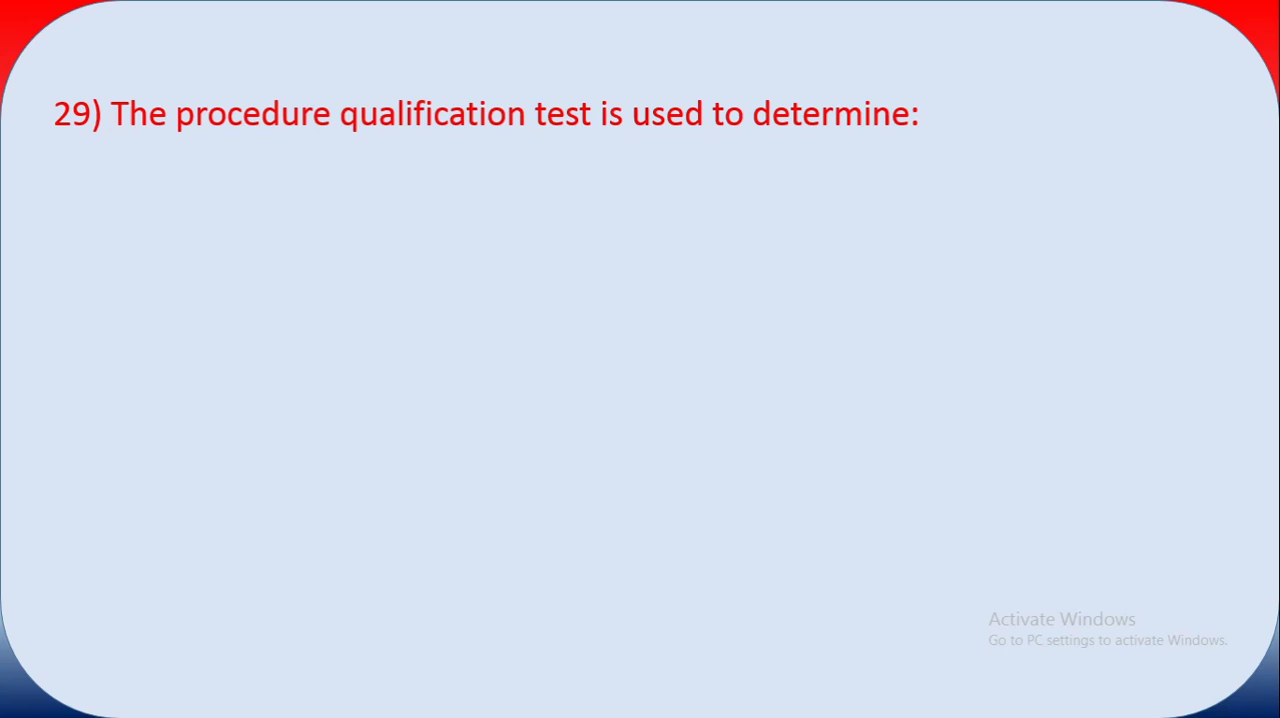 29) The procedure qualification test is used to determine:
Activate Windows
Go to PC settings to activate Windows.